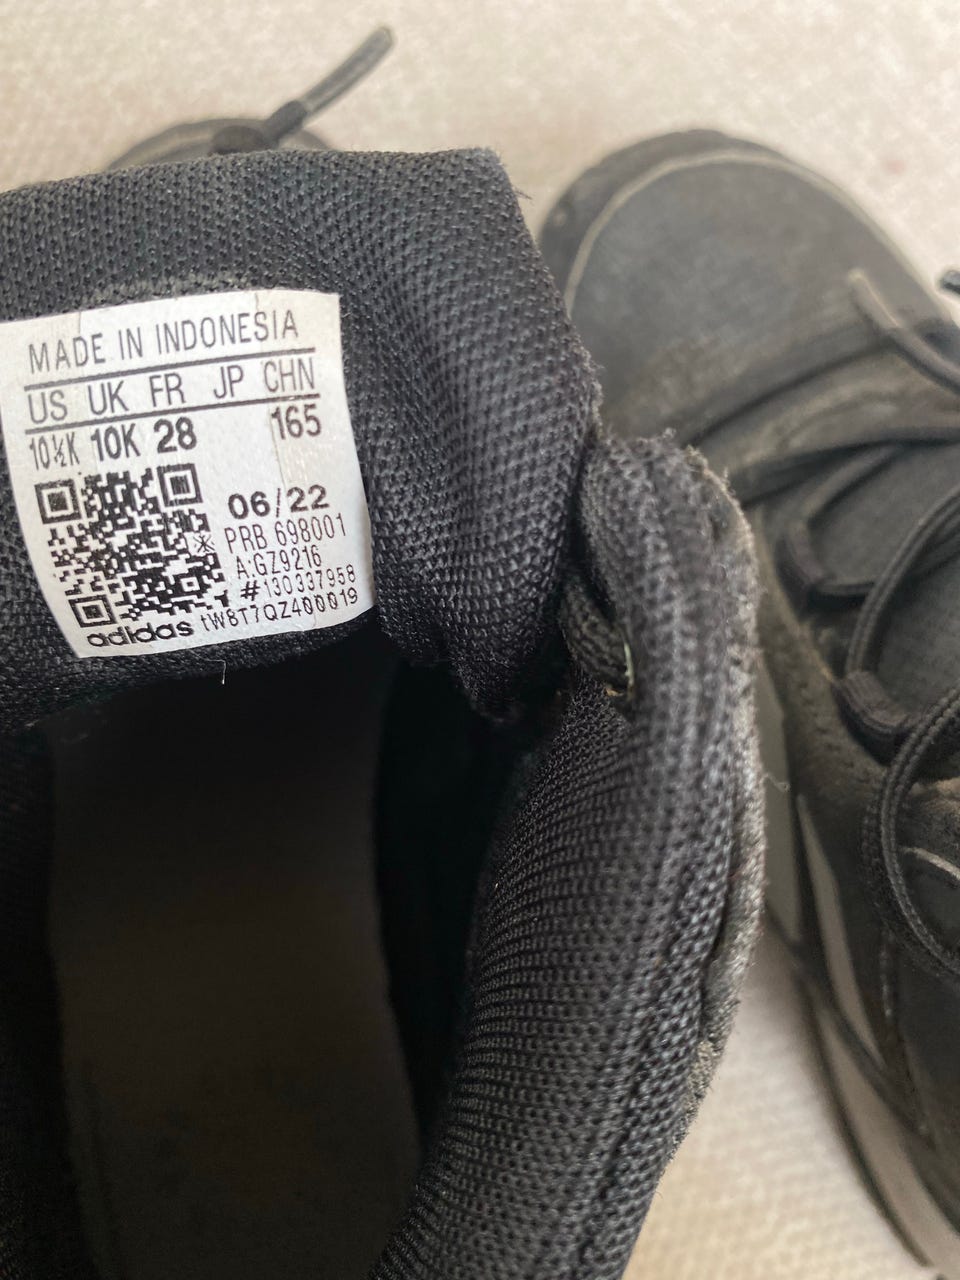 MADE IN INDONESIA
US UK FR JP CHN
10½K 10K 28 165
06/22
PRB 698001
A:GZ9216
#130337958
adidas tW8T7QZ400019